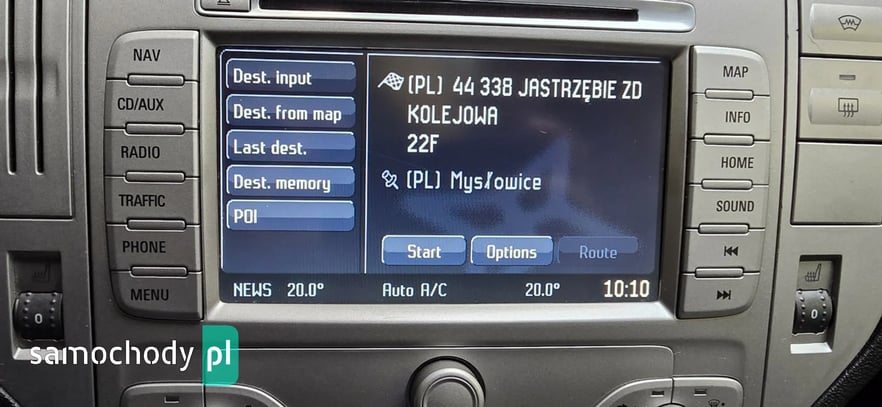 NAV
CD/AUX
RADIO
TRAFFIC
PHONE
MENU
Dest. input
Dest. from map
Last dest.
Dest. memory
POI
(PL) 44 338 JASTRZĘBIE ZD
KOLEJOWA
22F
(PL) Mysłowice
Start
Options
Route
NEWS 20.0°
Auto A/C
20.0°
10:10
MAP
INFO
HOME
SOUND
0
0
samochody pl